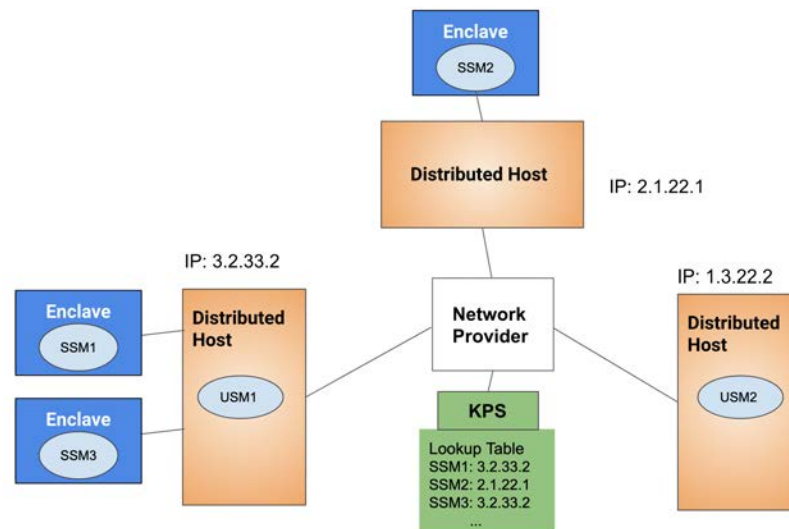 Enclave
SSM2
Distributed Host
IP: 2.1.22.1
IP: 3.2.33.2
IP: 1.3.22.2
Enclave
SSM1
Distributed
Host
USM1
Enclave
SSM3
Network
Provider
Distributed
Host
USM2
KPS
Lookup Table
SSM1: 3.2.33.2
SSM2: 2.1.22.1
SSM3: 3.2.33.2
...